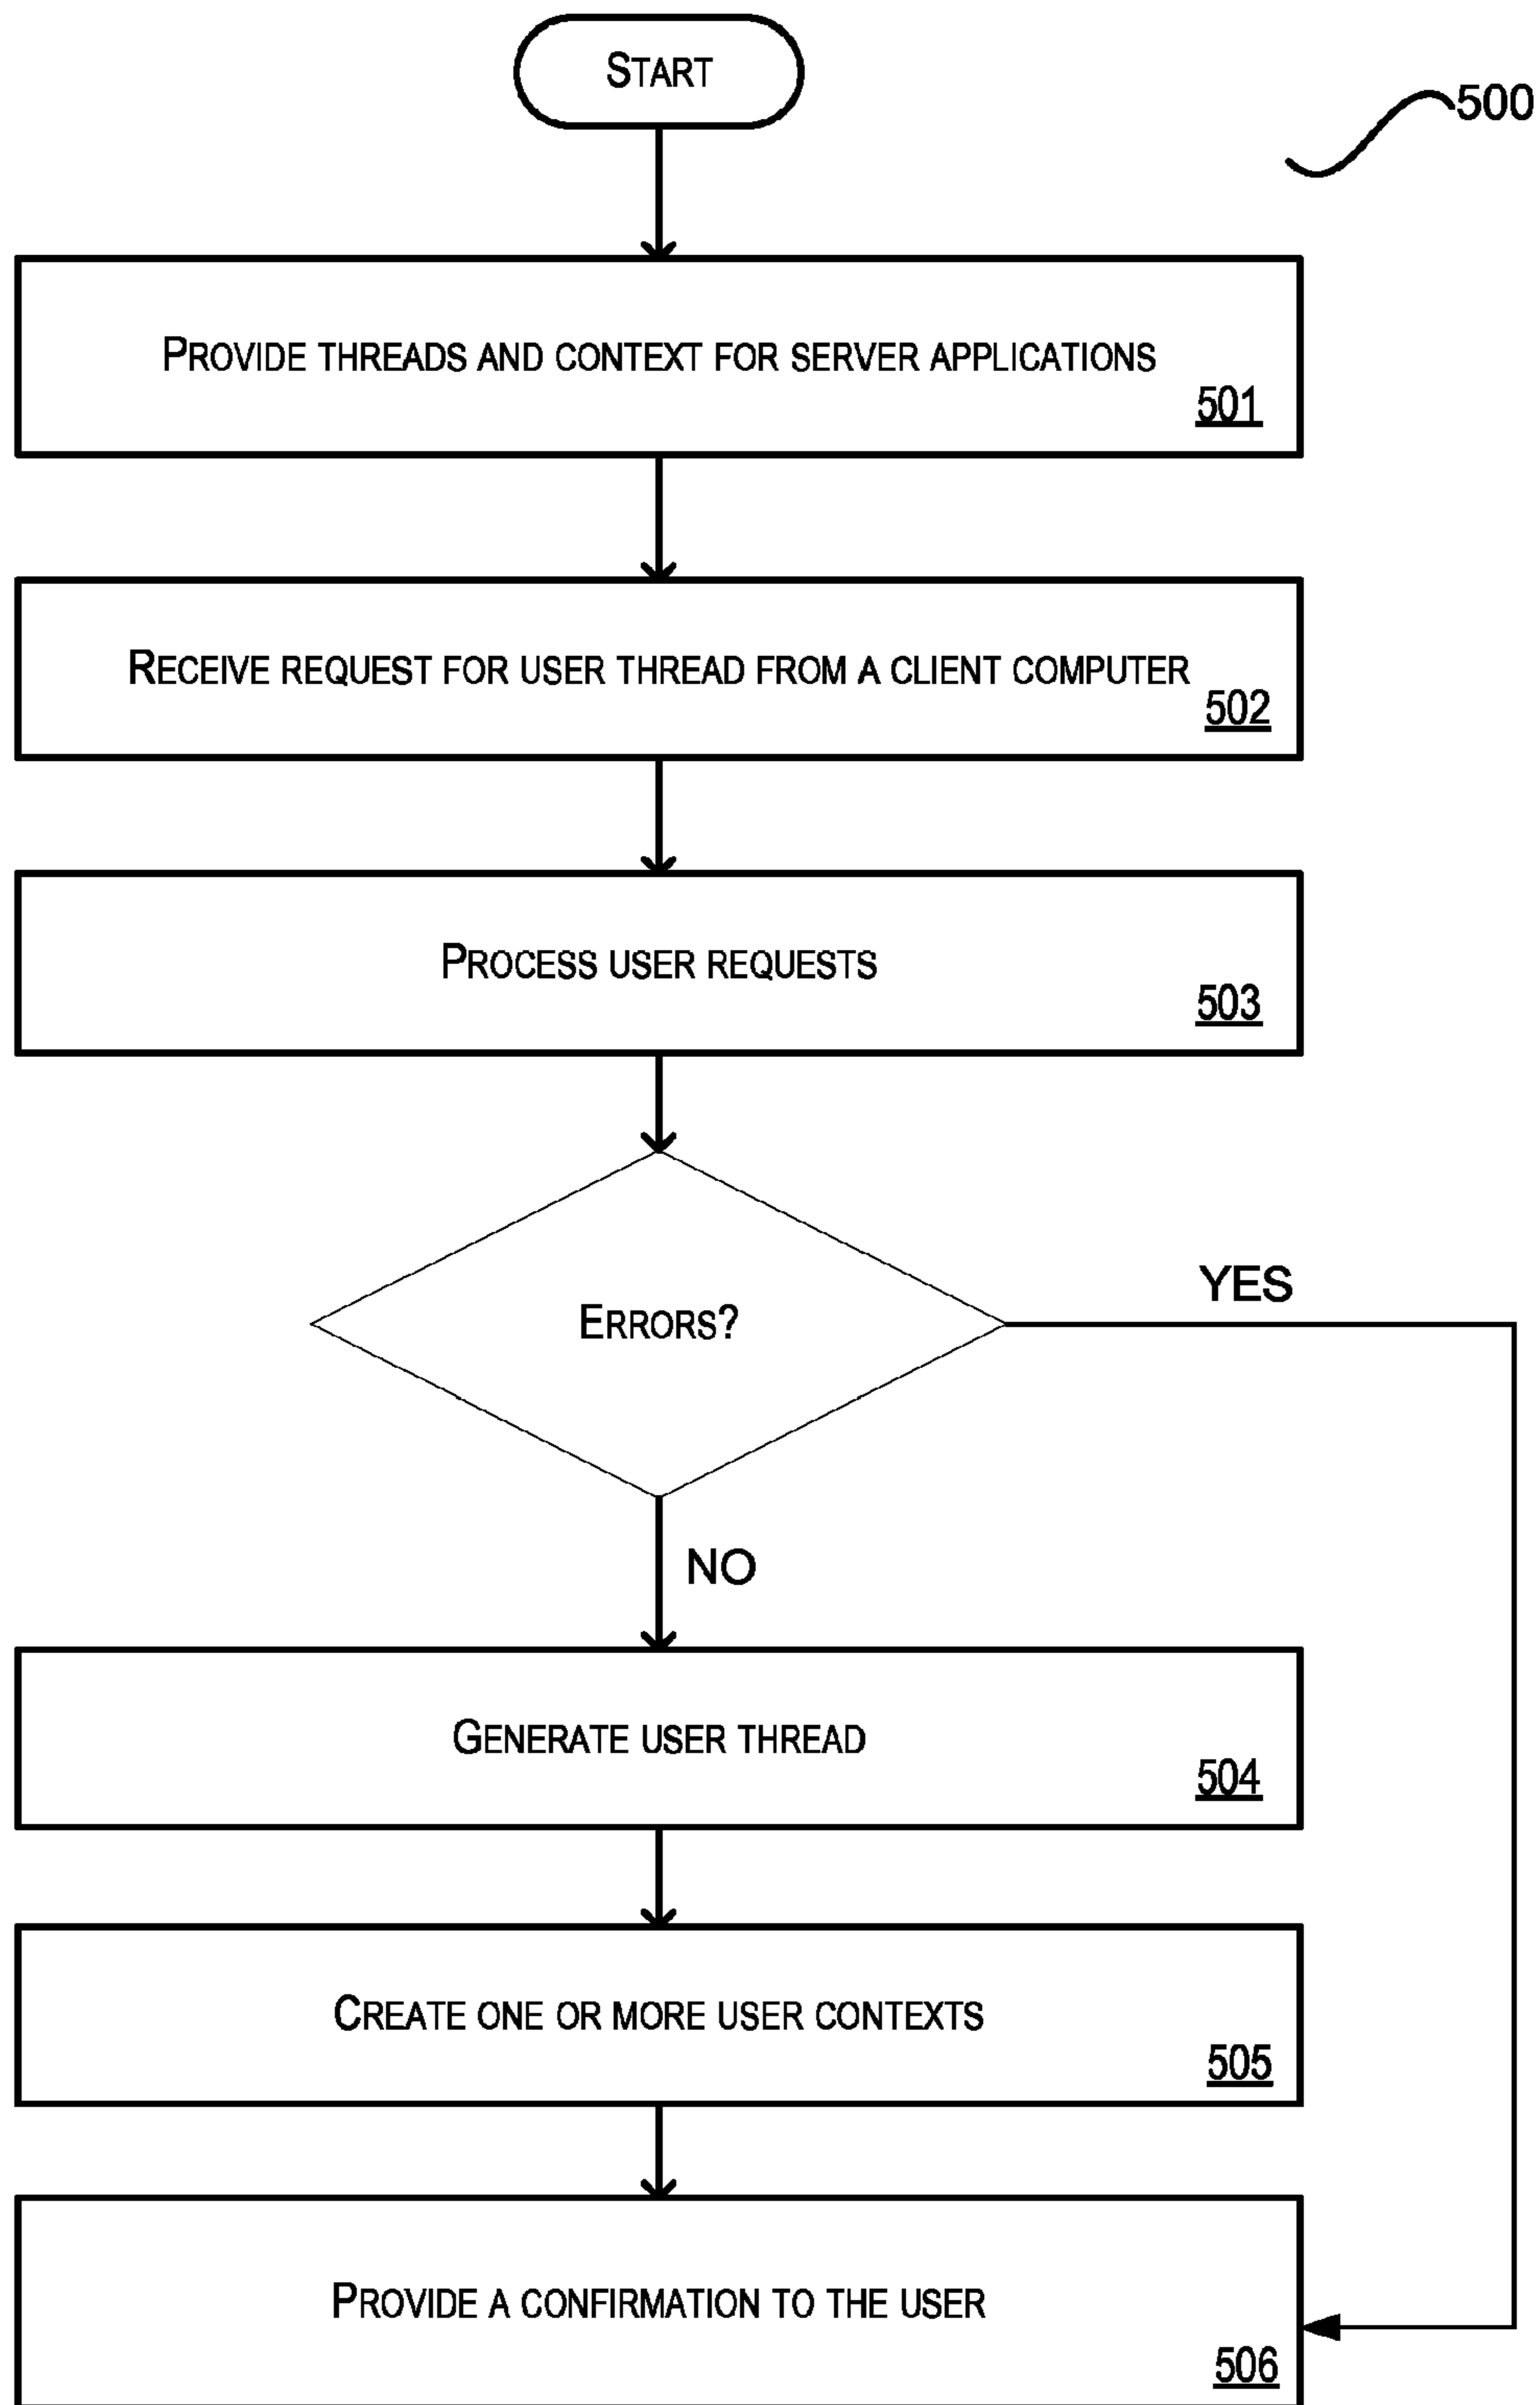 START
500
PROVIDE THREADS AND CONTEXT FOR SERVER APPLICATIONS
501
RECEIVE REQUEST FOR USER THREAD FROM A CLIENT COMPUTER
502
PROCESS USER REQUESTS
503
ERRORS?
YES
NO
GENERATE USER THREAD
504
CREATE ONE OR MORE USER CONTEXTS
505
PROVIDE A CONFIRMATION TO THE USER
506